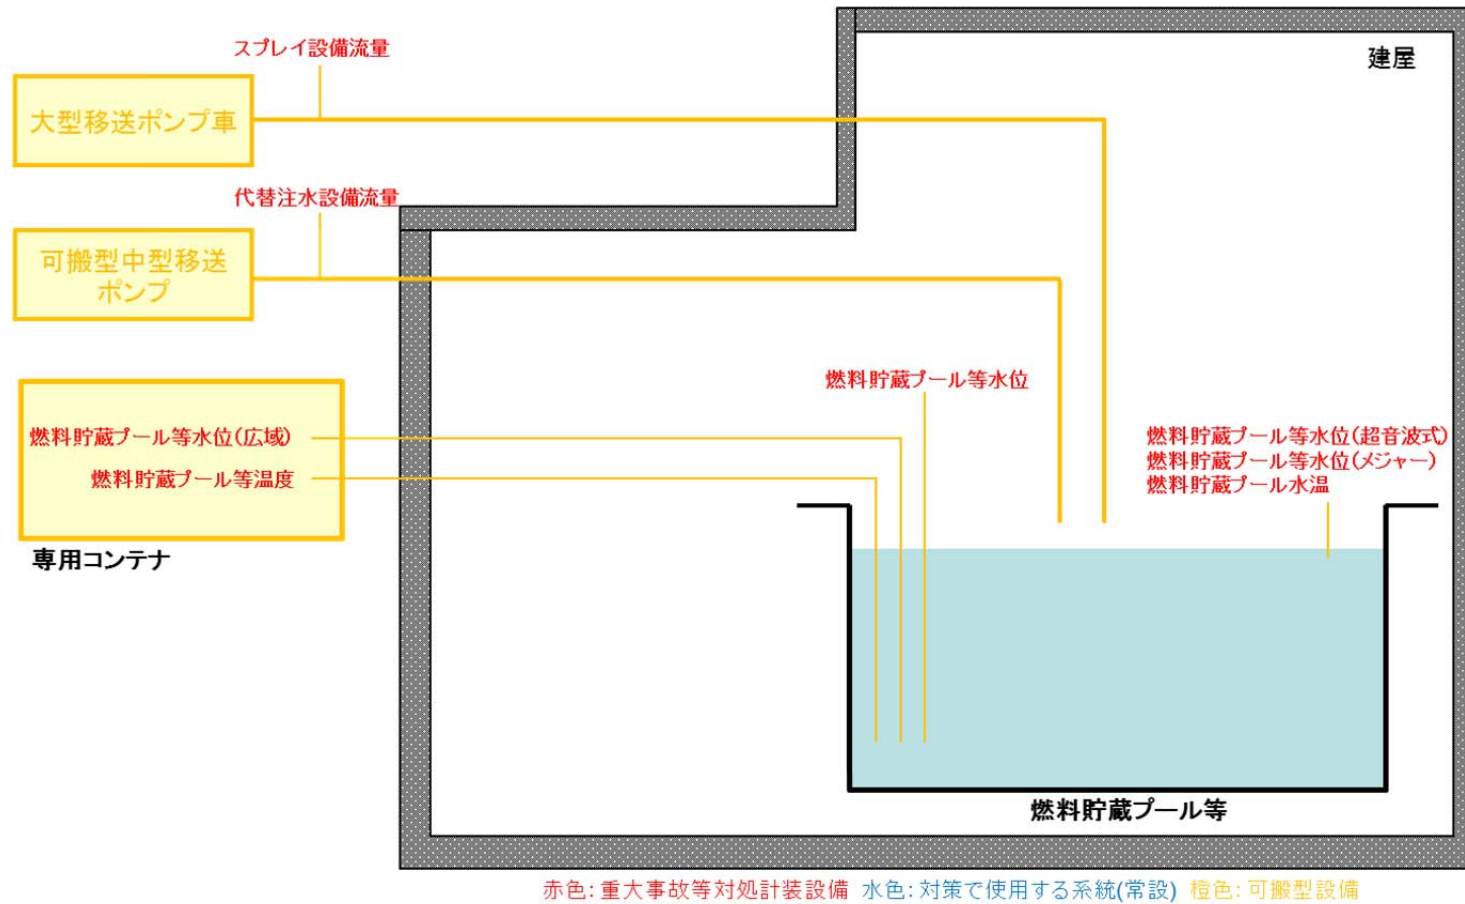 スプレイ設備流量
建屋
大型移送ポンプ車
代替注水設備流量
可搬型中型移送
ポンプ
燃料貯蔵プール等水位
燃料貯蔵プール等水位(広域)
燃料貯蔵プール等温度
専用コンテナ
燃料貯蔵プール等水位(超音波式)
燃料貯蔵プール等水位(メジャー)
燃料貯蔵プール水温
燃料貯蔵プール等
赤色:重大事故等対処計装設備 水色:対策で使用する系統(常設) 橙色:可搬型設備